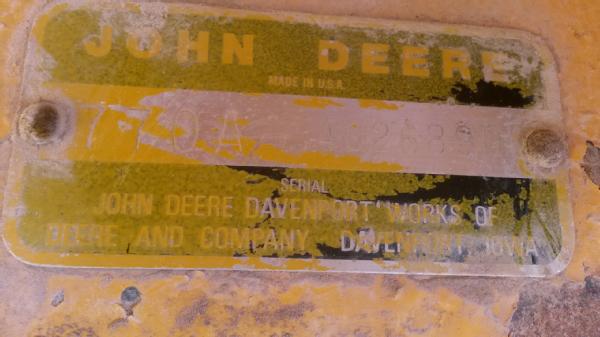 JOHN DEERE
MADE IN U.S.A.
SERIAL
JOHN DEERE DAVENPORT WORKS OF
DEERE AND COMPANY, DAVENPORT, IOWA